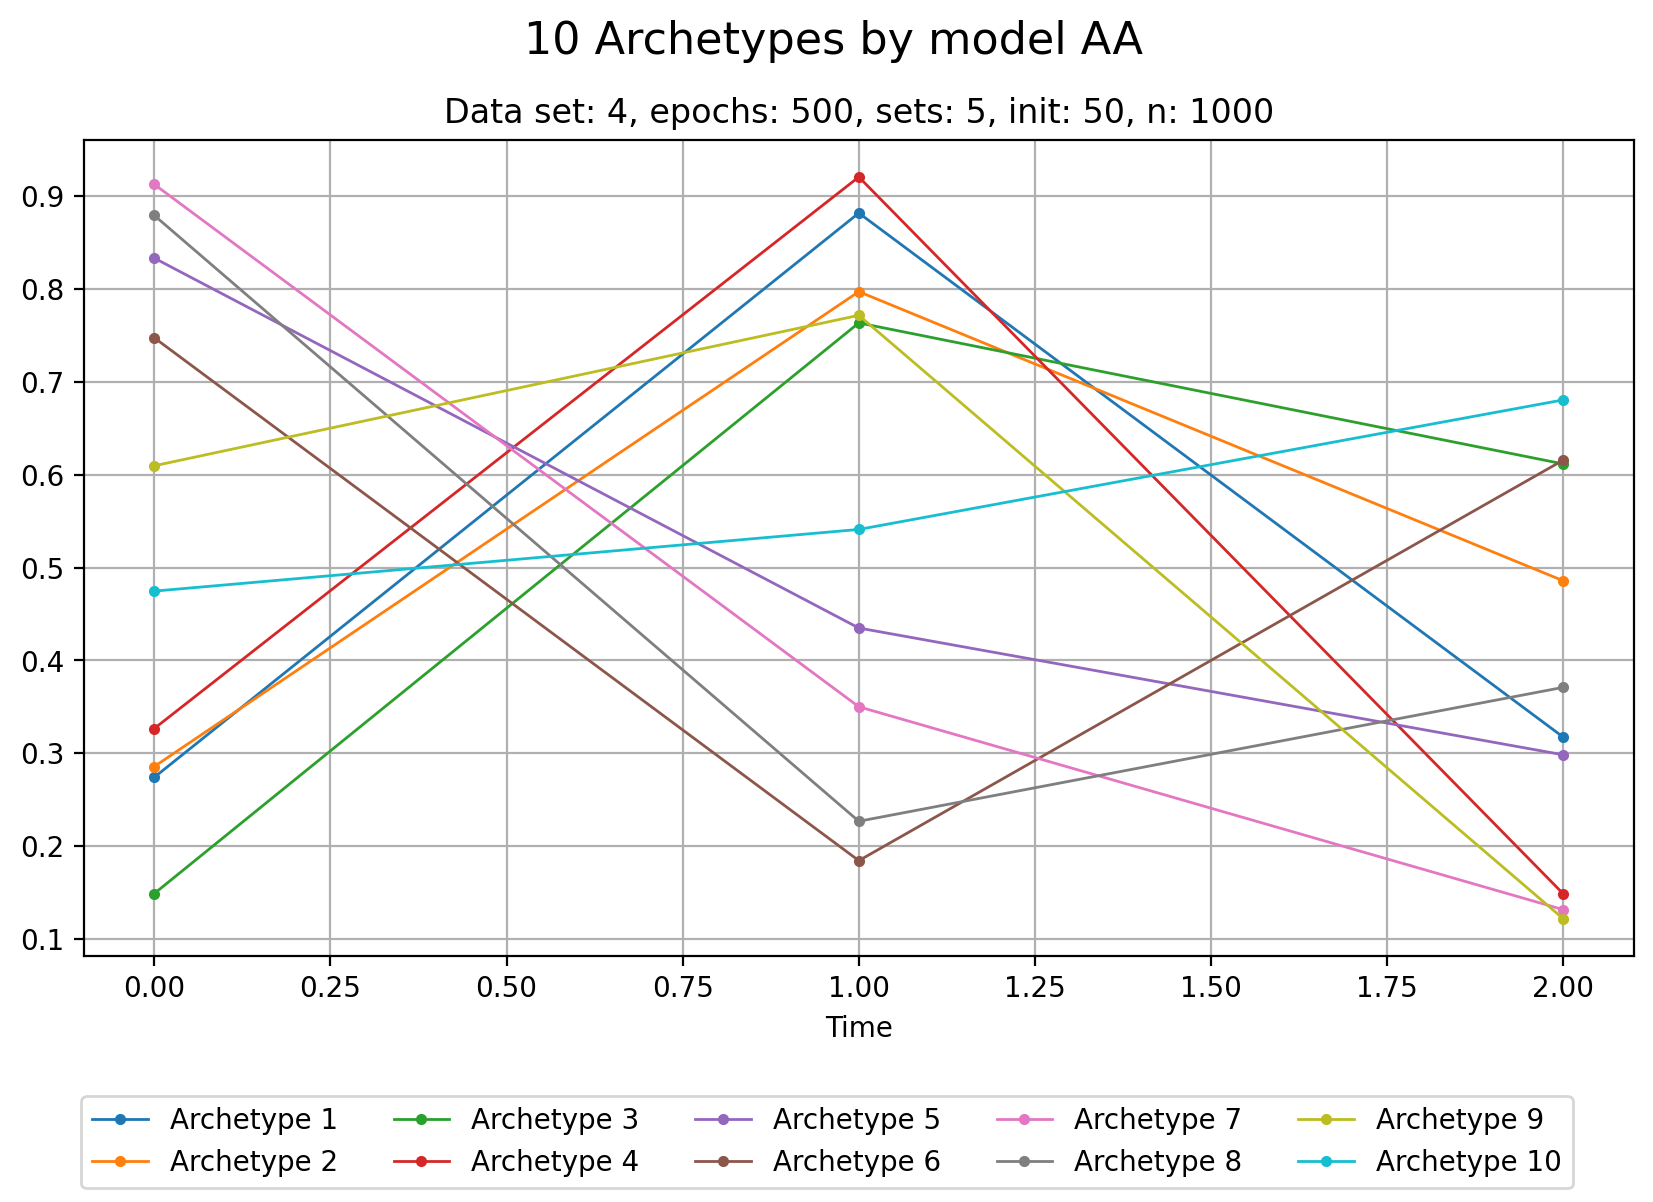 10 Archetypes by model AA
Data set: 4, epochs: 500, sets: 5, init: 50, n: 1000
0.9
0.8
0.7
0.6
0.5
0.4
0.3
0.2
0.1
0.00 0.25 0.50 0.75 1.00 1.25 1.50 1.75 2.00
Time
Archetype 1 Archetype 3 Archetype 5 Archetype 7 Archetype 9
Archetype 2 Archetype 4 Archetype 6 Archetype 8 Archetype 10